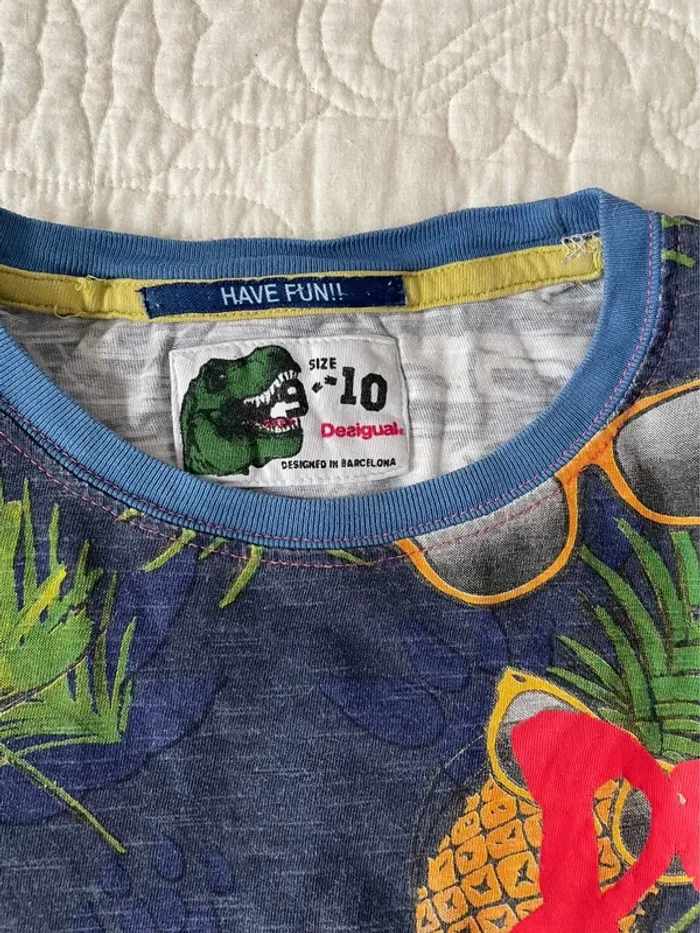 HAVE FUN!!
SIZE
9-10
Desigual.
DESIGNED IN BARCELONA